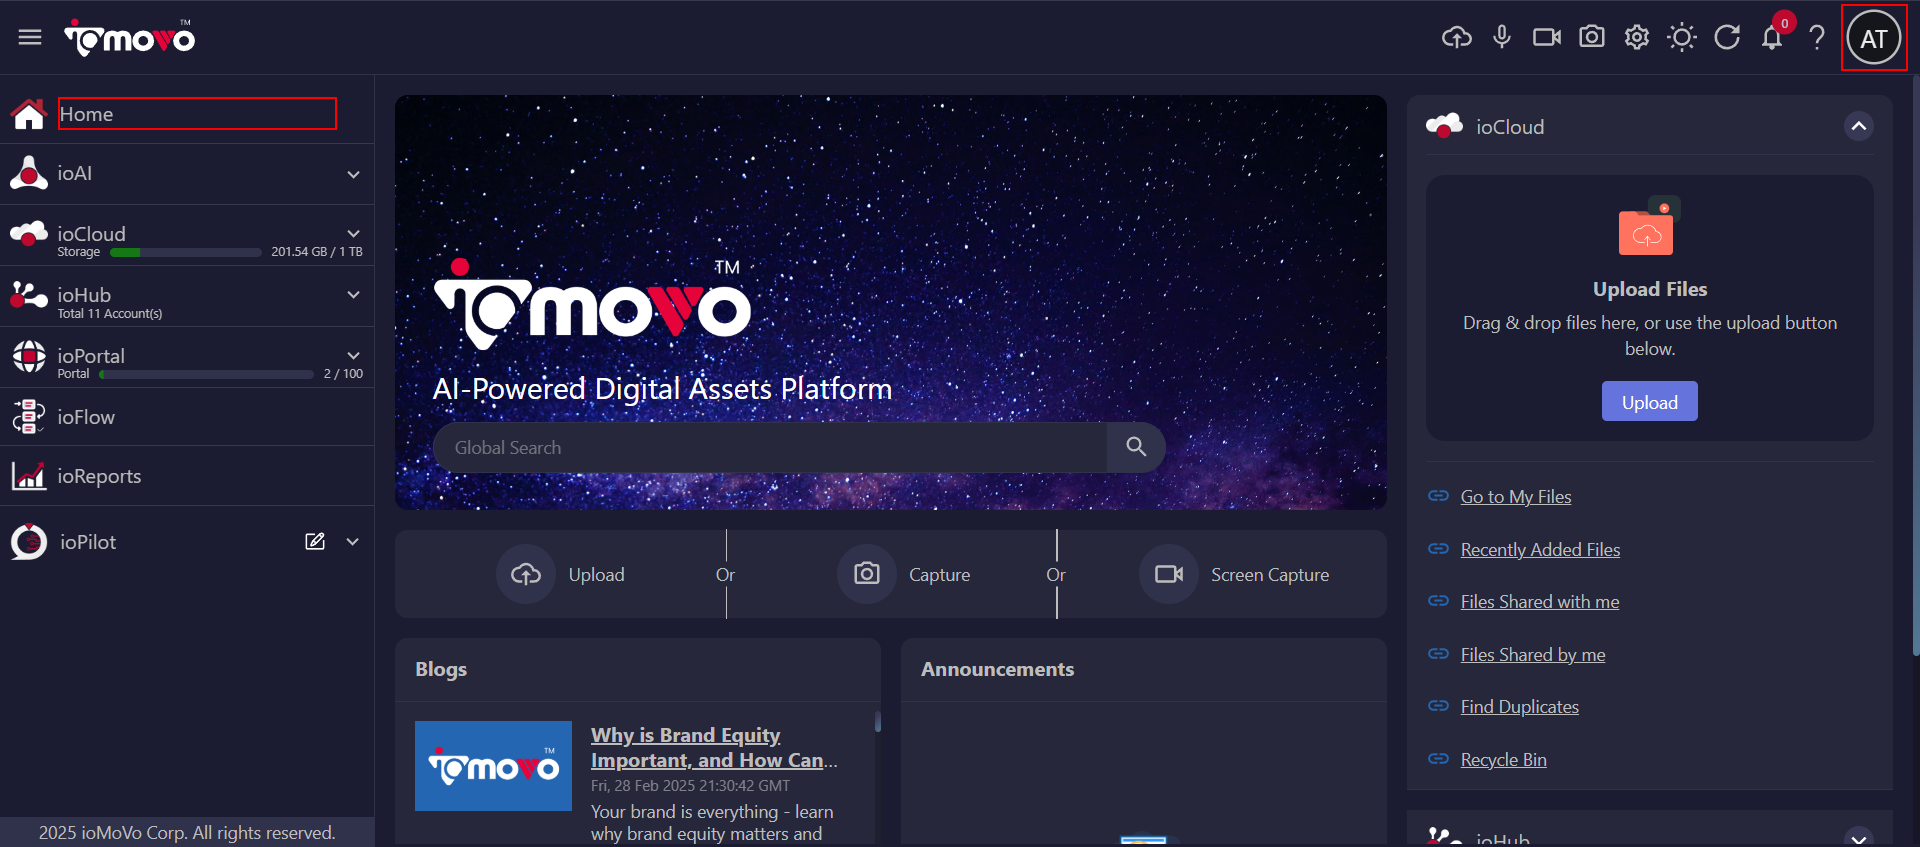 iomovo TM
0
?
AT
Home
ioAI
ioCloud
Storage 201.54 GB / 1 TB
ioHub
Total 11 Account(s)
ioPortal
Portal 2 / 100
ioFlow
ioReports
ioPilot
2025 ioMoVo Corp. All rights reserved.
iomovo TM
AI-Powered Digital Assets Platform
Global Search
Upload Or Capture Or Screen Capture
Blogs
iomovo TM
Why is Brand Equity
Important, and How Can...
Fri, 28 Feb 2025 21:30:42 GMT
Your brand is everything - learn
why brand equity matters and
Announcements
ioCloud
Upload Files
Drag & drop files here, or use the upload button
below.
Upload
Go to My Files
Recently Added Files
Files Shared with me
Files Shared by me
Find Duplicates
Recycle Bin
ioHub